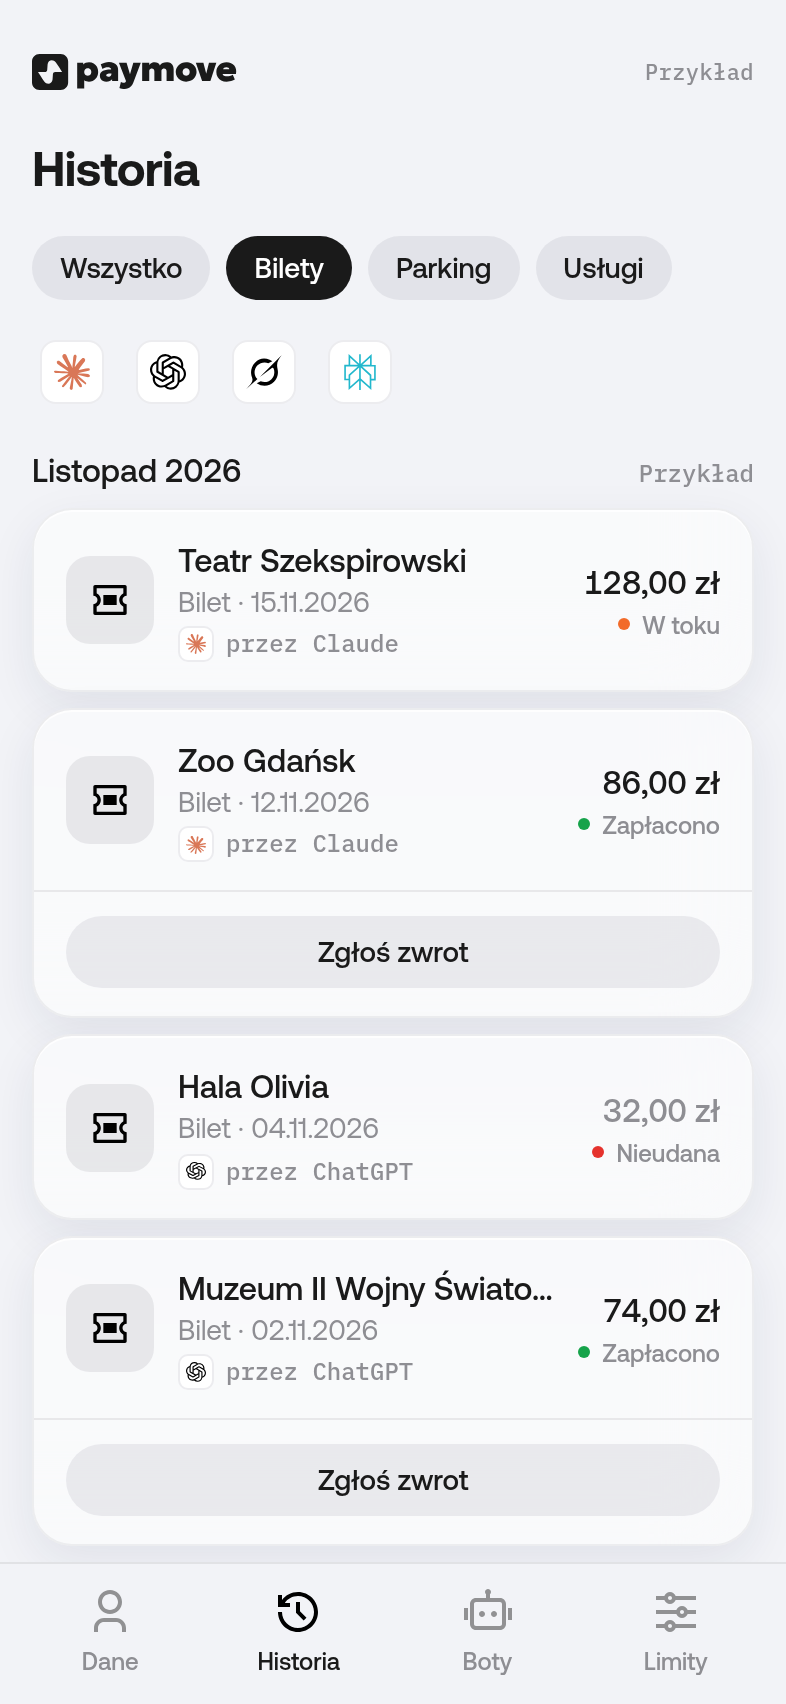 paymove
Przykład
Historia
Wszystko
Bilety
Parking
Usługi
Listopad 2026
Przykład
Teatr Szekspirowski
Bilet · 15.11.2026
przez Claude
128,00 zł
W toku
Zoo Gdańsk
Bilet · 12.11.2026
przez Claude
86,00 zł
Zapłacono
Zgłoś zwrot
Hala Olivia
Bilet · 04.11.2026
przez ChatGPT
32,00 zł
Nieudana
Muzeum II Wojny Świato...
Bilet · 02.11.2026
przez ChatGPT
74,00 zł
Zapłacono
Zgłoś zwrot
Dane
Historia
Boty
Limity